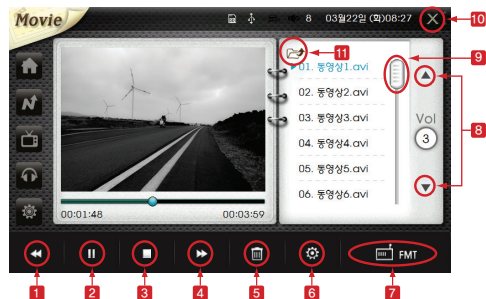 Movie
8 03월22일 (화)08:27
10
11
9
01. 동영상1.avi
02. 동영상2.avi
03. 동영상3.avi
04. 동영상4.avi
05. 동영상5.avi
06. 동영상6.avi
Vol
3
8
00:01:48 00:03:59
FMT
1 2 3 4 5 6 7